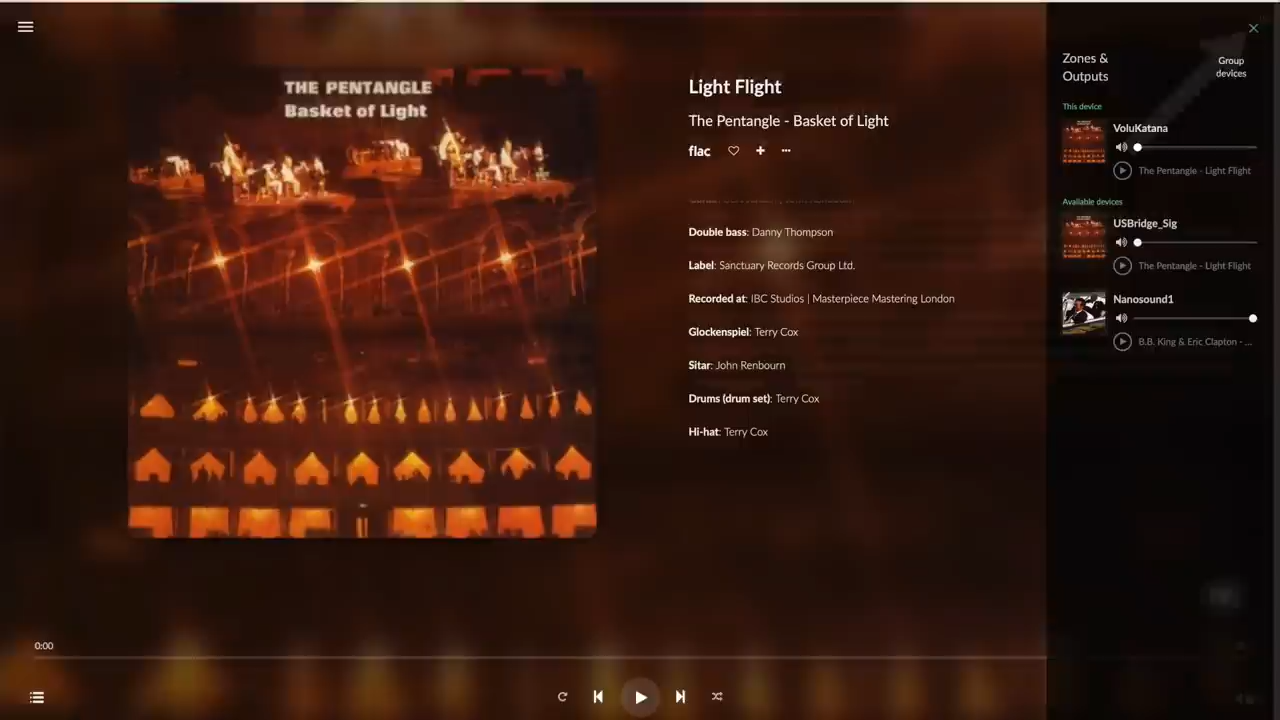 THE PENTANGLE
Basket of Light
Light Flight
The Pentangle - Basket of Light
flac
Double bass: Danny Thompson
Label: Sanctuary Records Group Ltd.
Recorded at: IBC Studios | Masterpiece Mastering London
Glockenspiel: Terry Cox
Sitar: John Renbourn
Drums (drum set): Terry Cox
Hi-hat: Terry Cox
0:00
Zones &
Outputs
Group
devices
This device
VoluKatana
The Pentangle - Light Flight
Available devices
USBridge_Sig
The Pentangle - Light Flight
Nanosound1
B.B. King & Eric Clapton - ...